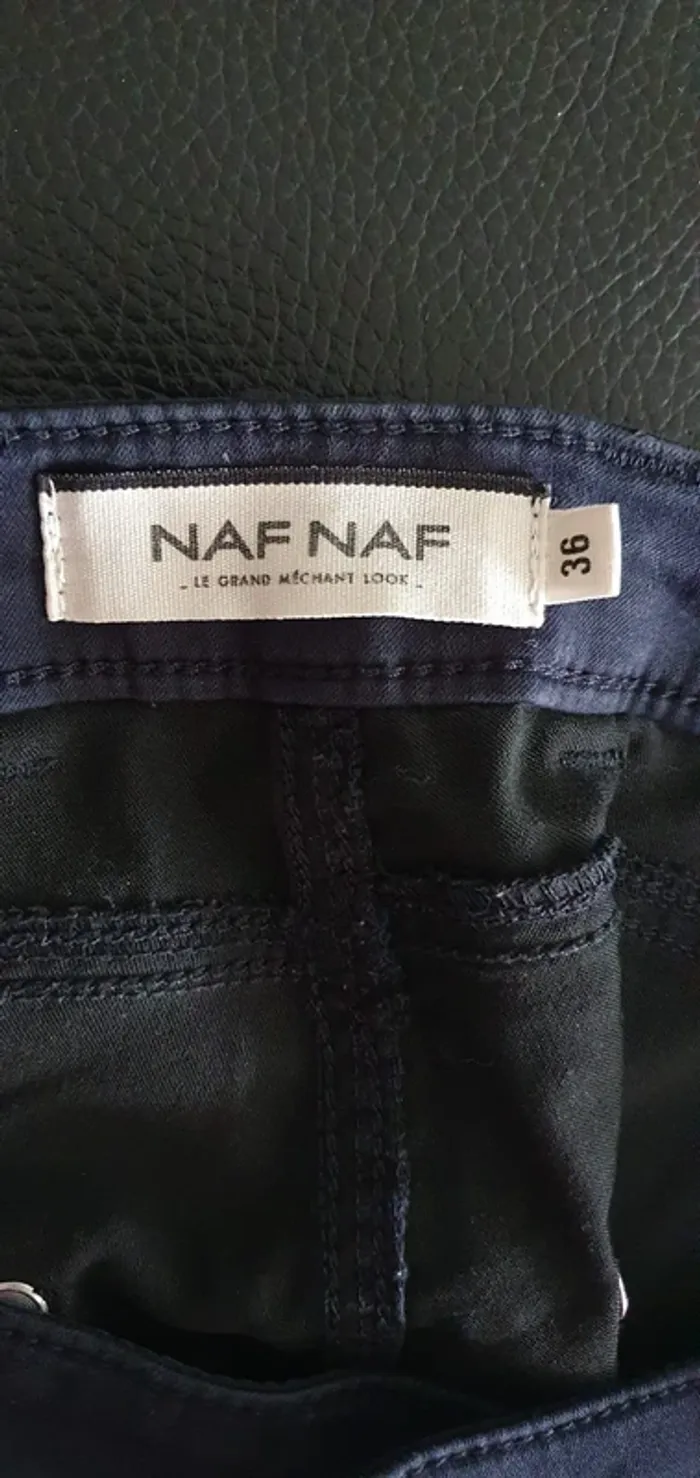 NAF NAF
_ LE GRAND MÉCHANT LOOK _
36